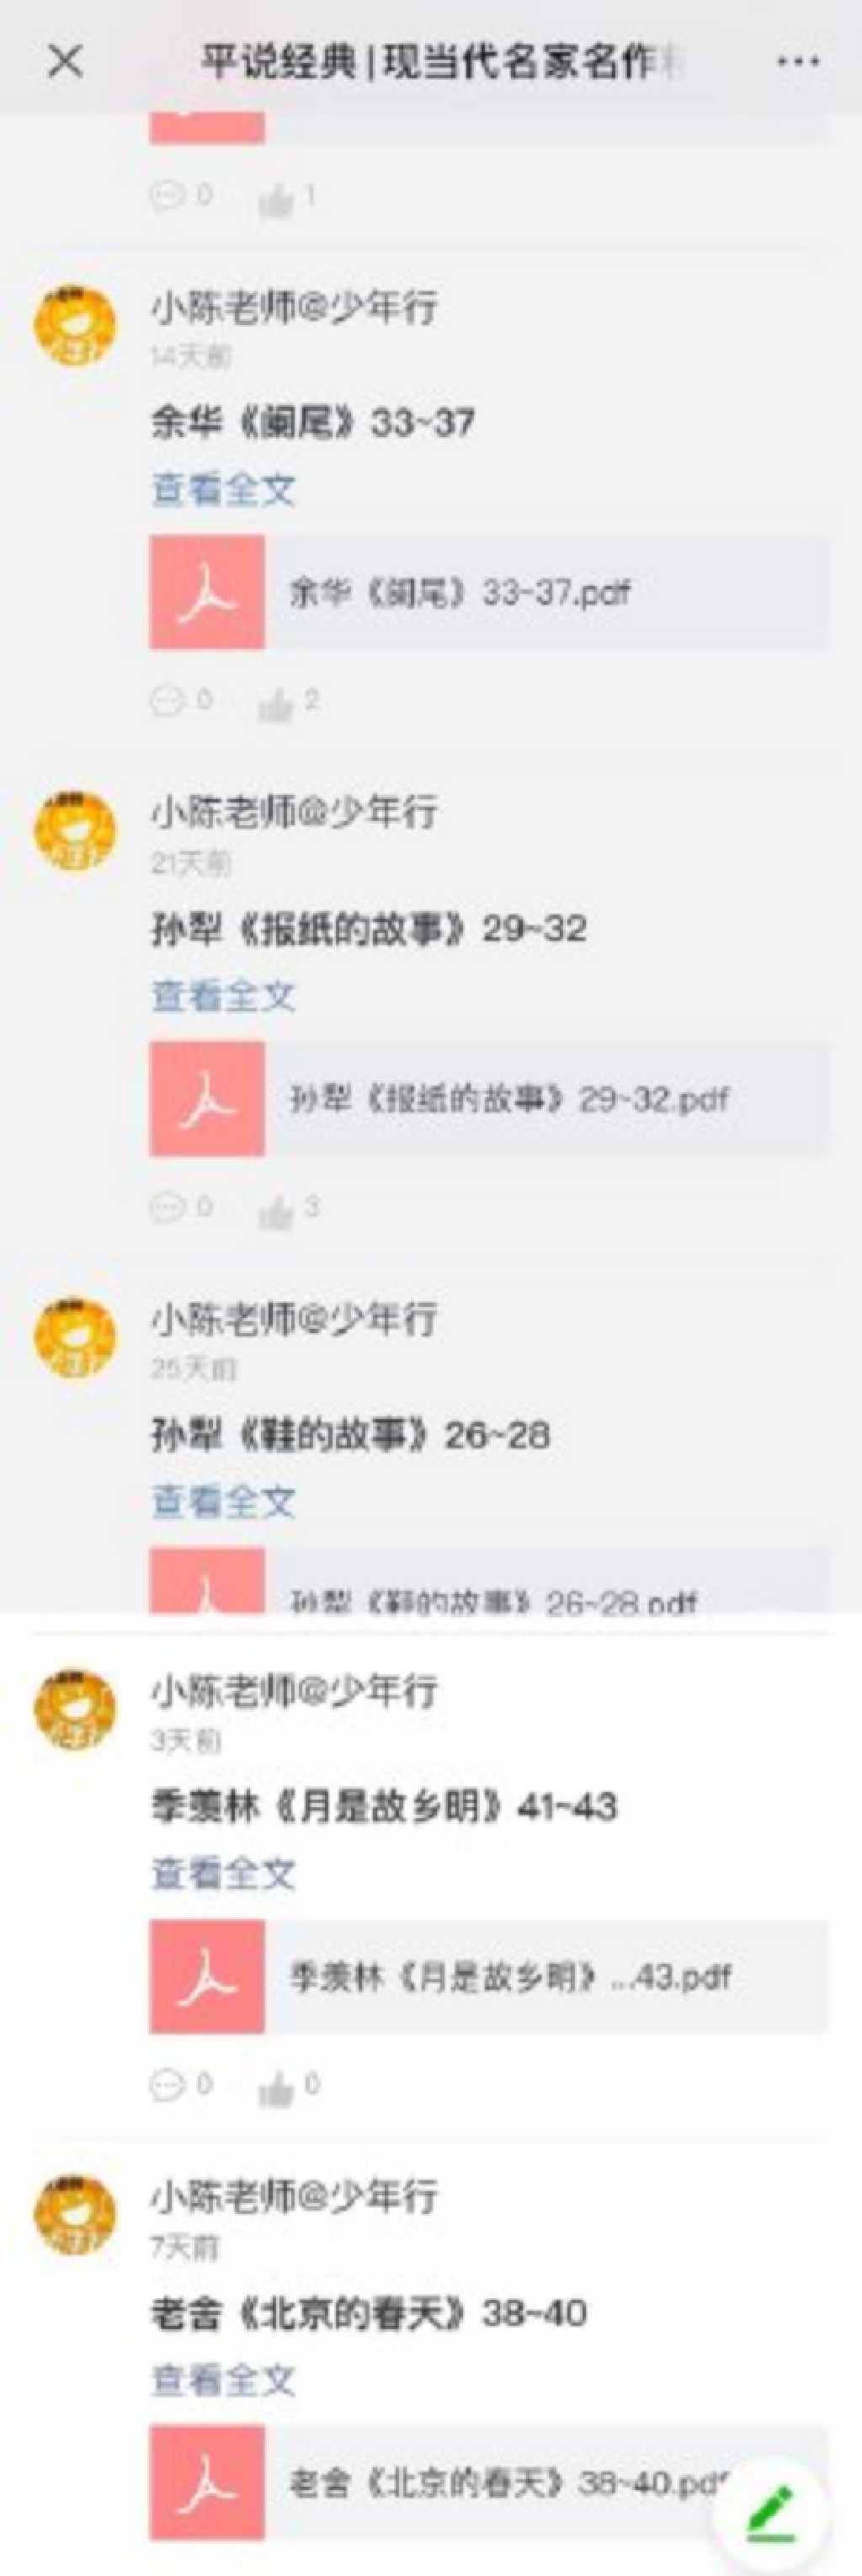 平说经典|现当代名家名作
0 1
小陈老师@少年行
14天前
余华《阑尾》33~37
查看全文
余华《阑尾》33-37.pdf
0 2
小陈老师@少年行
21天前
孙犁《报纸的故事》29~32
查看全文
孙犁《报纸的故事》29~32.pdf
0 3
小陈老师@少年行
25天前
孙犁《鞋的故事》26~28
查看全文
孙犁《鞋的故事》26~28.pdf
小陈老师@少年行
3天前
季羡林《月是故乡明》41~43
查看全文
季羡林《月是故乡明》...43.pdf
0 0
小陈老师@少年行
7天前
老舍《北京的春天》38~40
查看全文
老舍《北京的春天》38~40.pdf